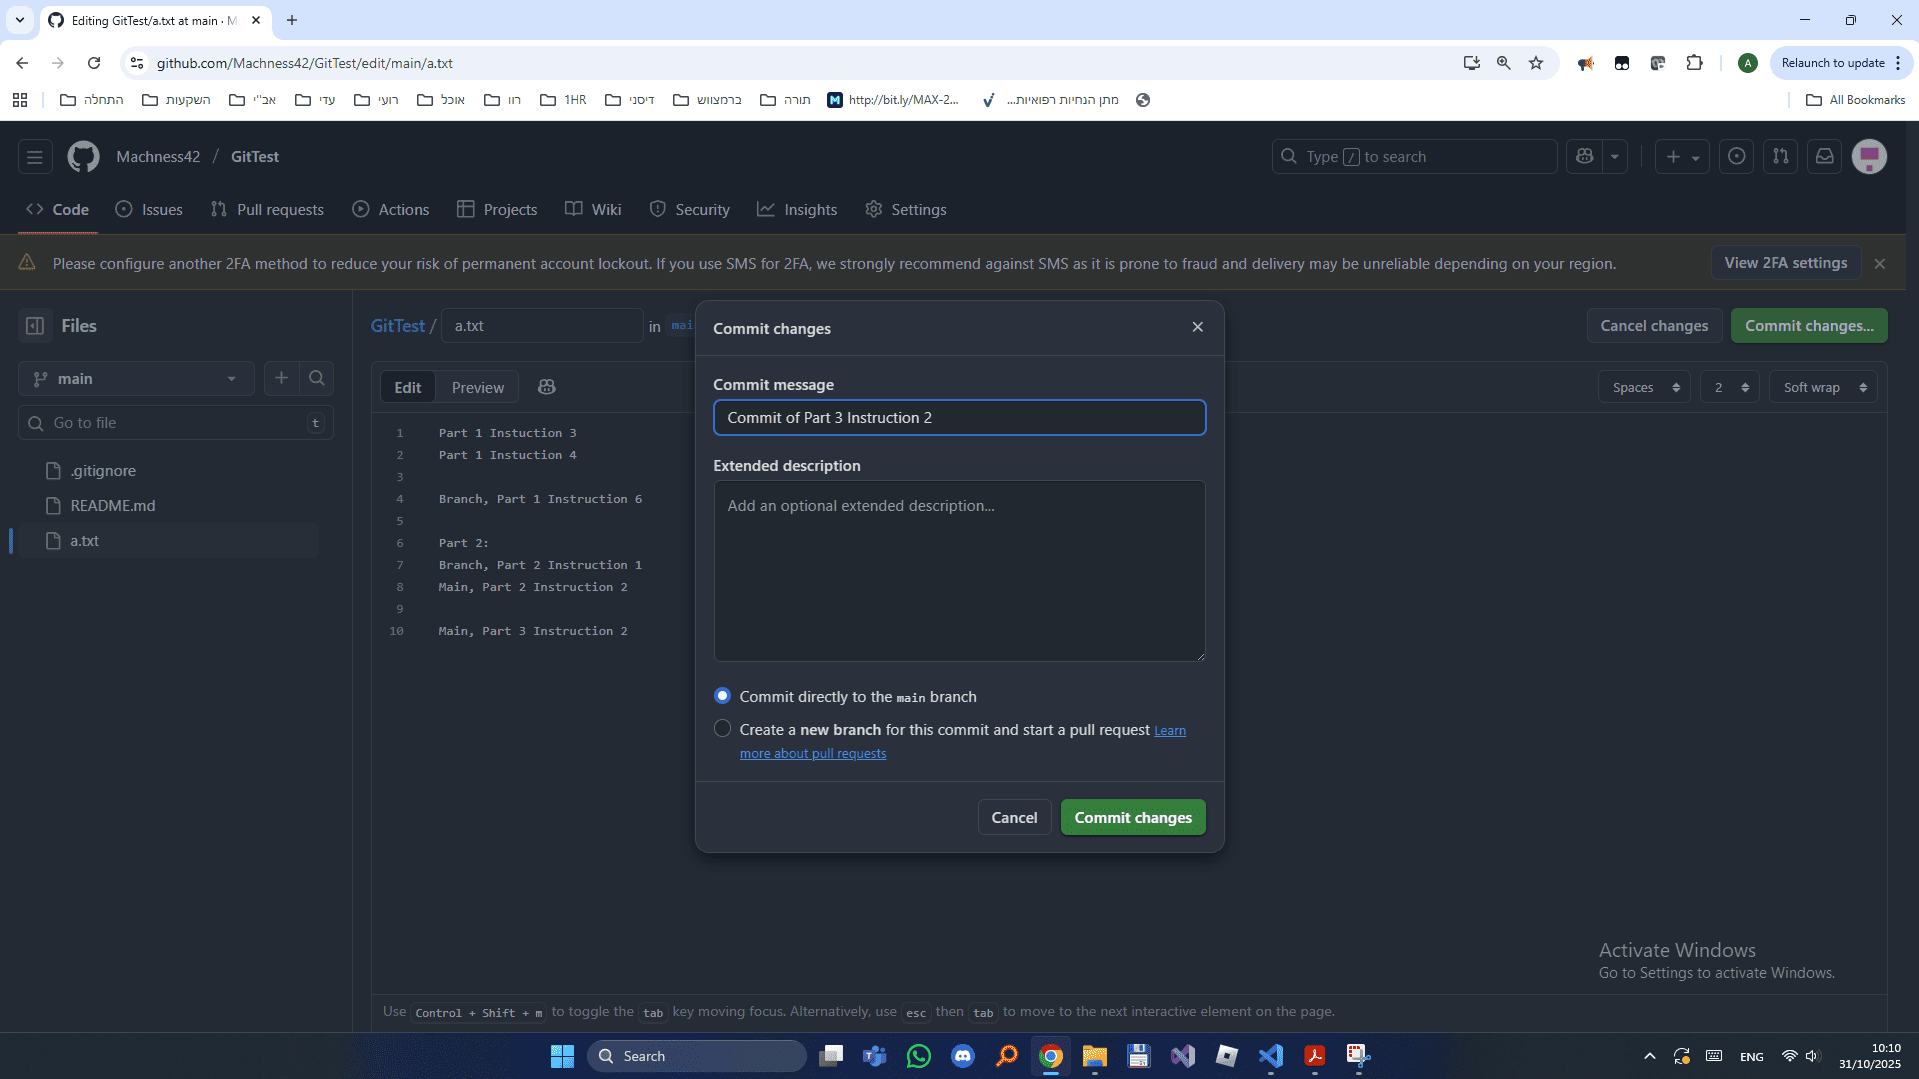 Editing GitTest/a.txt at main · M
github.com/Machness42/GitTest/edit/main/a.txt
A
Relaunch to update
התחלה
השקעות
אב"י
עדי
רועי
אוכל
רוו
1HR
דיסני
ברמצווש
תורה
M http://bit.ly/MAX-2...
מתן הנחיות רפואיות...
All Bookmarks
Machness42 / GitTest
Type / to search
Code
Issues
Pull requests
Actions
Projects
Wiki
Security
Insights
Settings
Please configure another 2FA method to reduce your risk of permanent account lockout. If you use SMS for 2FA, we strongly recommend against SMS as it is prone to fraud and delivery may be unreliable depending on your region.
View 2FA settings
Files
main
Go to file
t
.gitignore
README.md
a.txt
GitTest / a.txt in mai
Cancel changes
Commit changes...
Edit
Preview
Spaces
2
Soft wrap
1 Part 1 Instuction 3
2 Part 1 Instuction 4
3
4 Branch, Part 1 Instruction 6
5
6 Part 2:
7 Branch, Part 2 Instruction 1
8 Main, Part 2 Instruction 2
9
10 Main, Part 3 Instruction 2
Commit changes
Commit message
Commit of Part 3 Instruction 2
Extended description
Add an optional extended description...
Commit directly to the main branch
Create a new branch for this commit and start a pull request Learn
more about pull requests
Cancel
Commit changes
Activate Windows
Go to Settings to activate Windows.
Use Control + Shift + m to toggle the tab key moving focus. Alternatively, use esc then tab to move to the next interactive element on the page.
Search
ENG
10:10
31/10/2025